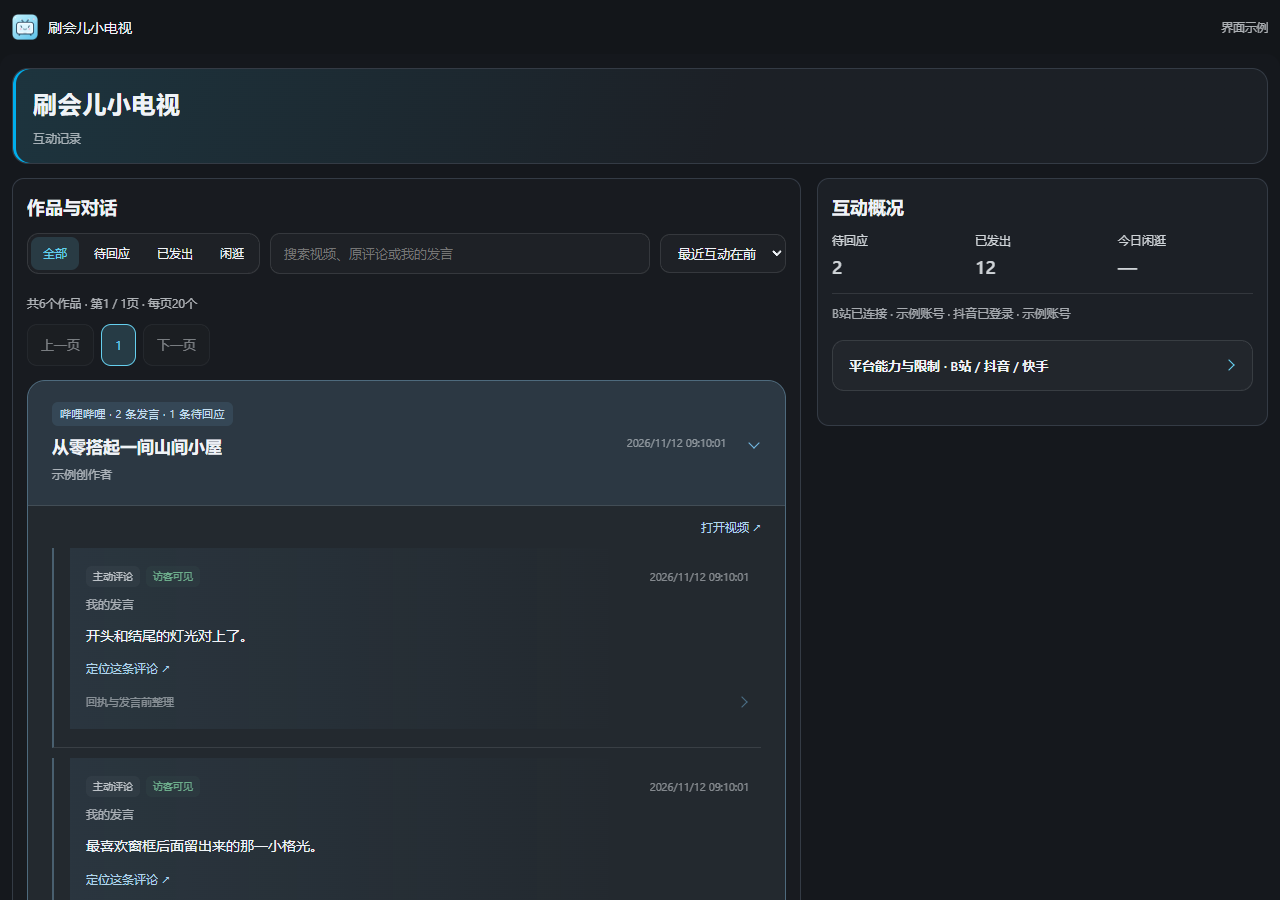 刷会儿小电视
界面示例
刷会儿小电视
互动记录
作品与对话
全部 待回应 已发出 闲逛
搜索视频、原评论或我的发言
最近互动在前
共6个作品 · 第1 / 1页 · 每页20个
上一页 1 下一页
哔哩哔哩 · 2 条发言 · 1 条待回应
从零搭起一间山间小屋
2026/11/12 09:10:01
示例创作者
打开视频 ↗
主动评论 访客可见
2026/11/12 09:10:01
我的发言
开头和结尾的灯光对上了。
定位这条评论 ↗
回执与发言前整理
主动评论 访客可见
2026/11/12 09:10:01
我的发言
最喜欢窗框后面留出来的那一小格光。
定位这条评论 ↗
互动概况
待回应 已发出 今日闲逛
2 12 —
B站已连接 · 示例账号 · 抖音已登录 · 示例账号
平台能力与限制 · B站 / 抖音 / 快手